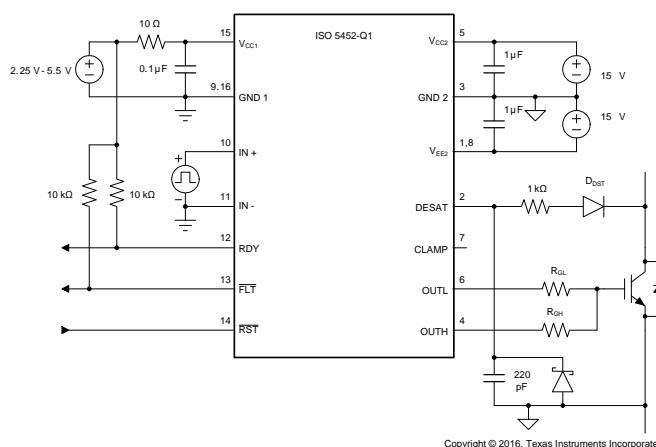 10 Ω
15
VCC1
ISO 5452-Q1
VCC2
5
2.25 V - 5.5 V
0.1µF
1µF
15 V
9,16
GND 1
GND 2
3
1µF
15 V
10
IN +
VEE2
1,8
10 kΩ
10 kΩ
11
IN -
DESAT
2
1 kΩ
DDST
12
RDY
CLAMP
7
13
FLT
OUTL
6
RGL
14
RST
OUTH
4
RGH
220
pF
Copyright © 2016, Texas Instruments Incorporate